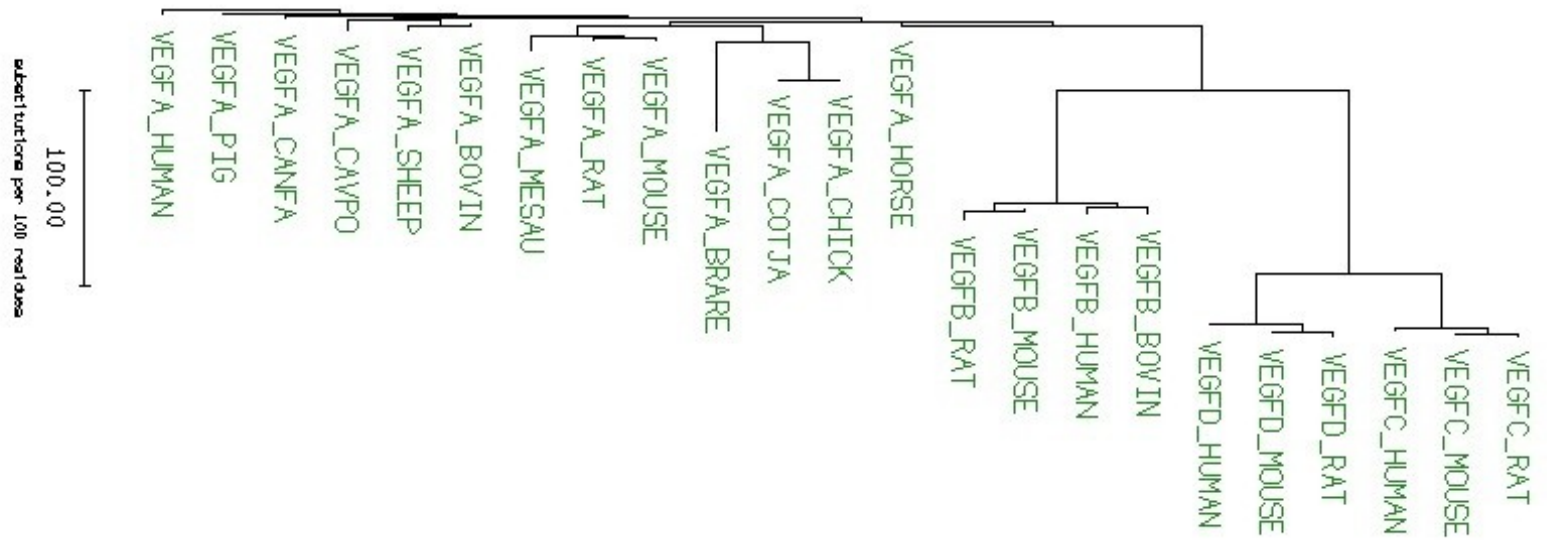 substitutions per 100 residues
100.00
VEGFA_HUMAN
VEGFA_PIG
VEGFA_CANFA
VEGFA_CAVPO
VEGFA_SHEEP
VEGFA_BOVIN
VEGFA_MESAU
VEGFA_RAT
VEGFA_MOUSE
VEGFA_BRARE
VEGFA_COTJA
VEGFA_CHICK
VEGFA_HORSE
VEGFB_RAT
VEGFB_MOUSE
VEGFB_HUMAN
VEGFB_BOVIN
VEGFD_HUMAN
VEGFD_MOUSE
VEGFD_RAT
VEGFC_HUMAN
VEGFC_MOUSE
VEGFC_RAT